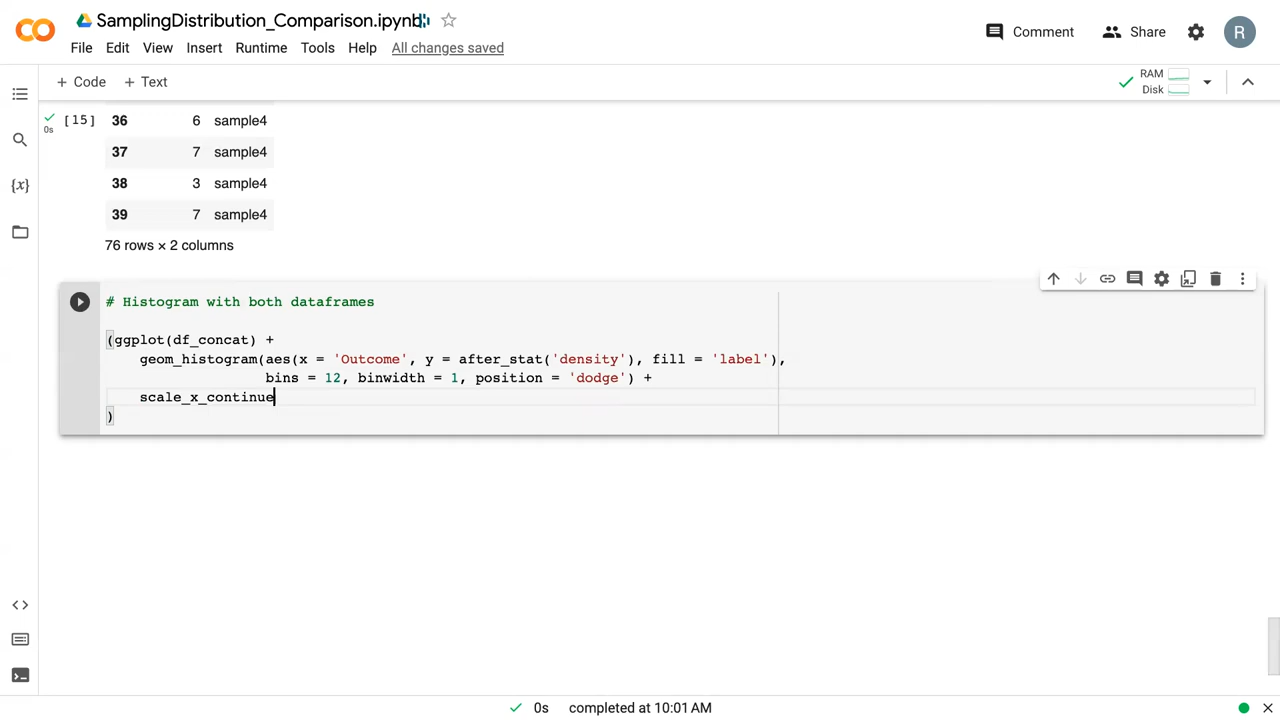 SamplingDistribution_Comparison.ipynb
File Edit View Insert Runtime Tools Help All changes saved
Comment Share R
+ Code + Text
RAM
Disk
[15] 36 6 sample4
0s
37 7 sample4
38 3 sample4
39 7 sample4
76 rows × 2 columns
# Histogram with both dataframes
(ggplot(df_concat) +
geom_histogram(aes(x = 'Outcome', y = after_stat('density'), fill = 'label'),
bins = 12, binwidth = 1, position = 'dodge') +
scale_x_continue
)
0s completed at 10:01 AM